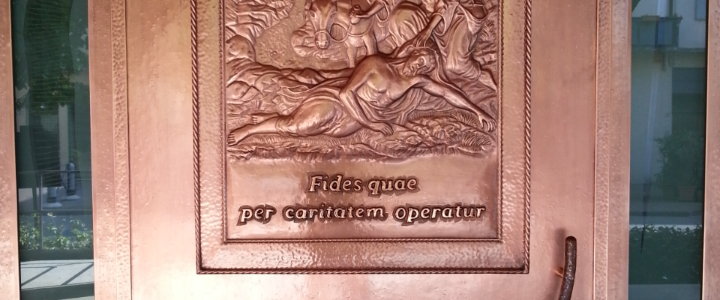 Fides quae
per caritatem operatur